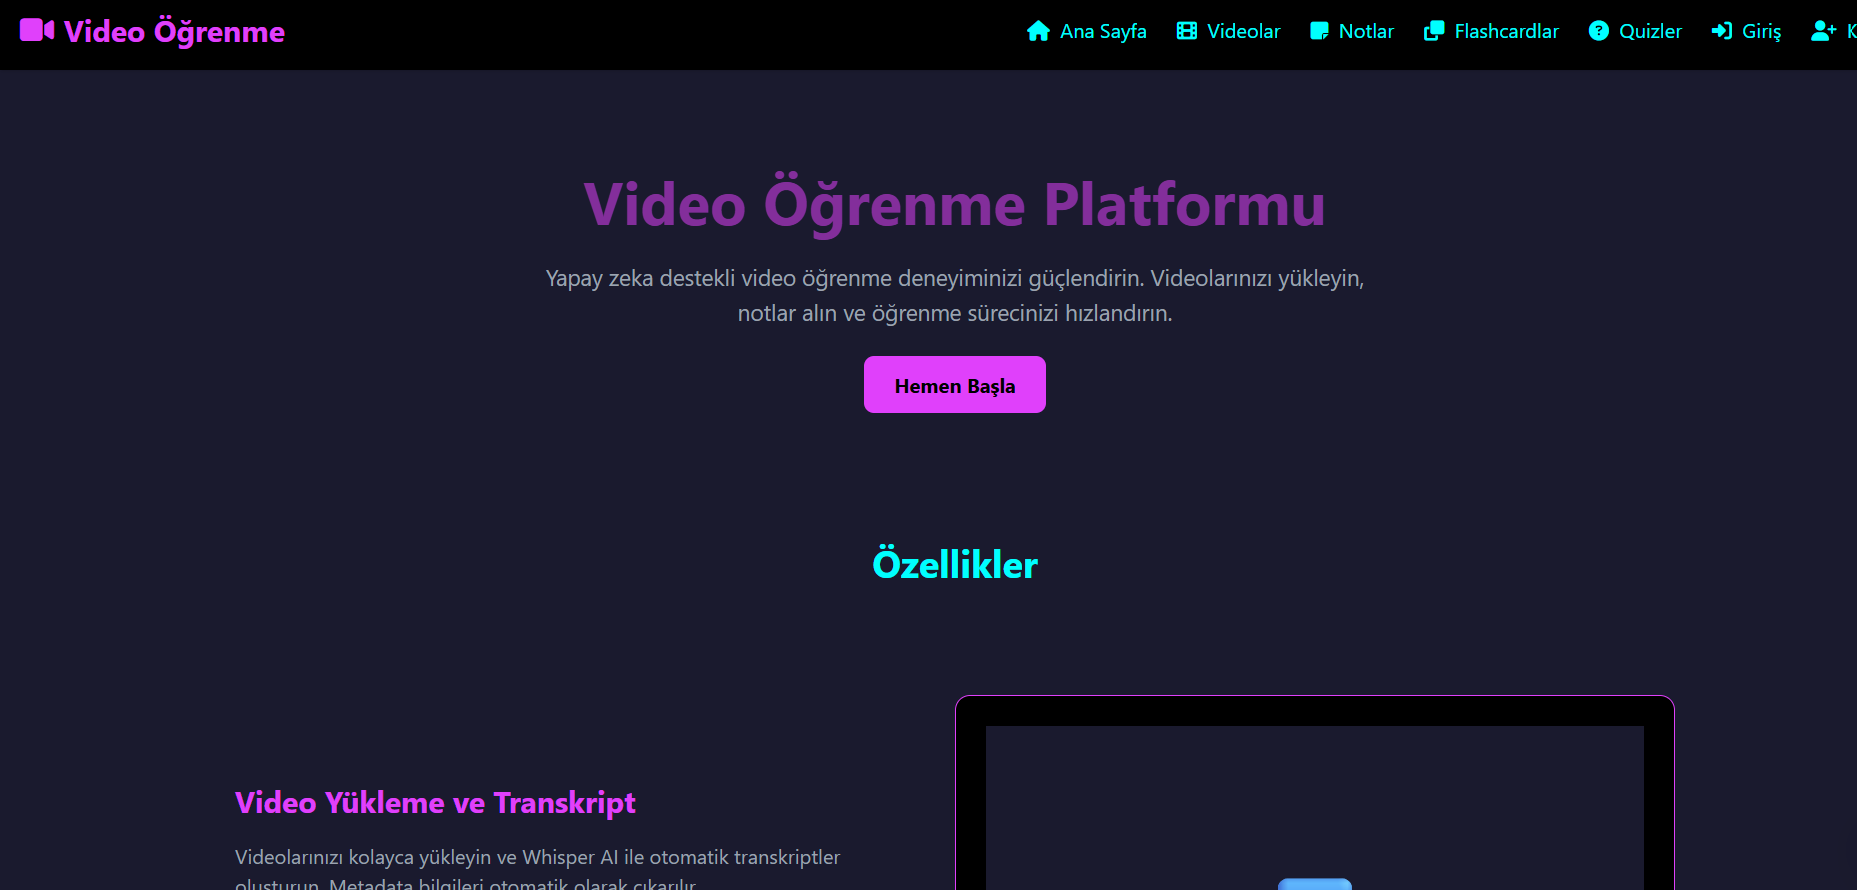 Video Öğrenme
Ana Sayfa Videolar Notlar Flashcardlar Quizler Giriş
Video Öğrenme Platformu
Yapay zeka destekli video öğrenme deneyiminizi güçlendirin. Videolarınızı yükleyin,
notlar alın ve öğrenme sürecinizi hızlandırın.
Hemen Başla
Özellikler
Video Yükleme ve Transkript
Videolarınızı kolayca yükleyin ve Whisper AI ile otomatik transkriptler
oluşturun. Metadata bilgileri otomatik olarak çıkarılır.